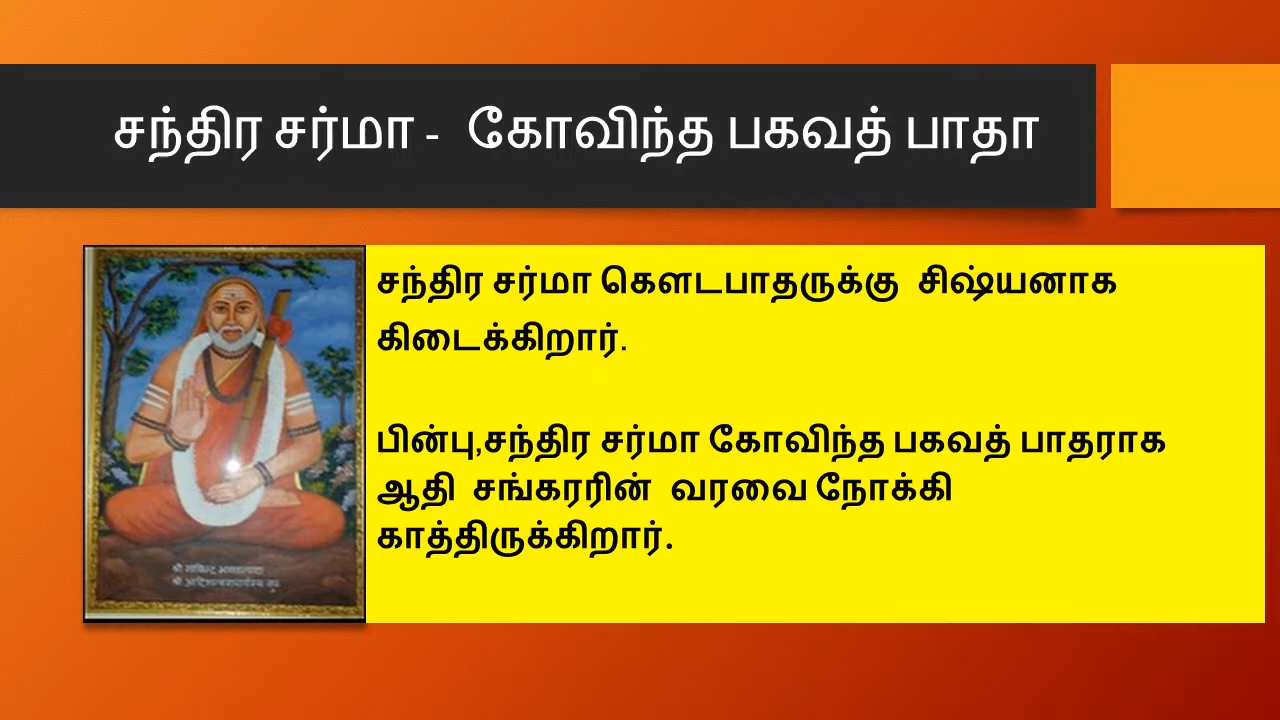 சந்திர சர்மா - கோவிந்த பகவத் பாதா
சந்திர சர்மா கௌடபாதருக்கு சிஷ்யனாக
கிடைக்கிறார்.
பின்பு,சந்திர சர்மா கோவிந்த பகவத் பாதராக
ஆதி சங்கரரின் வரவை நோக்கி
காத்திருக்கிறார்.